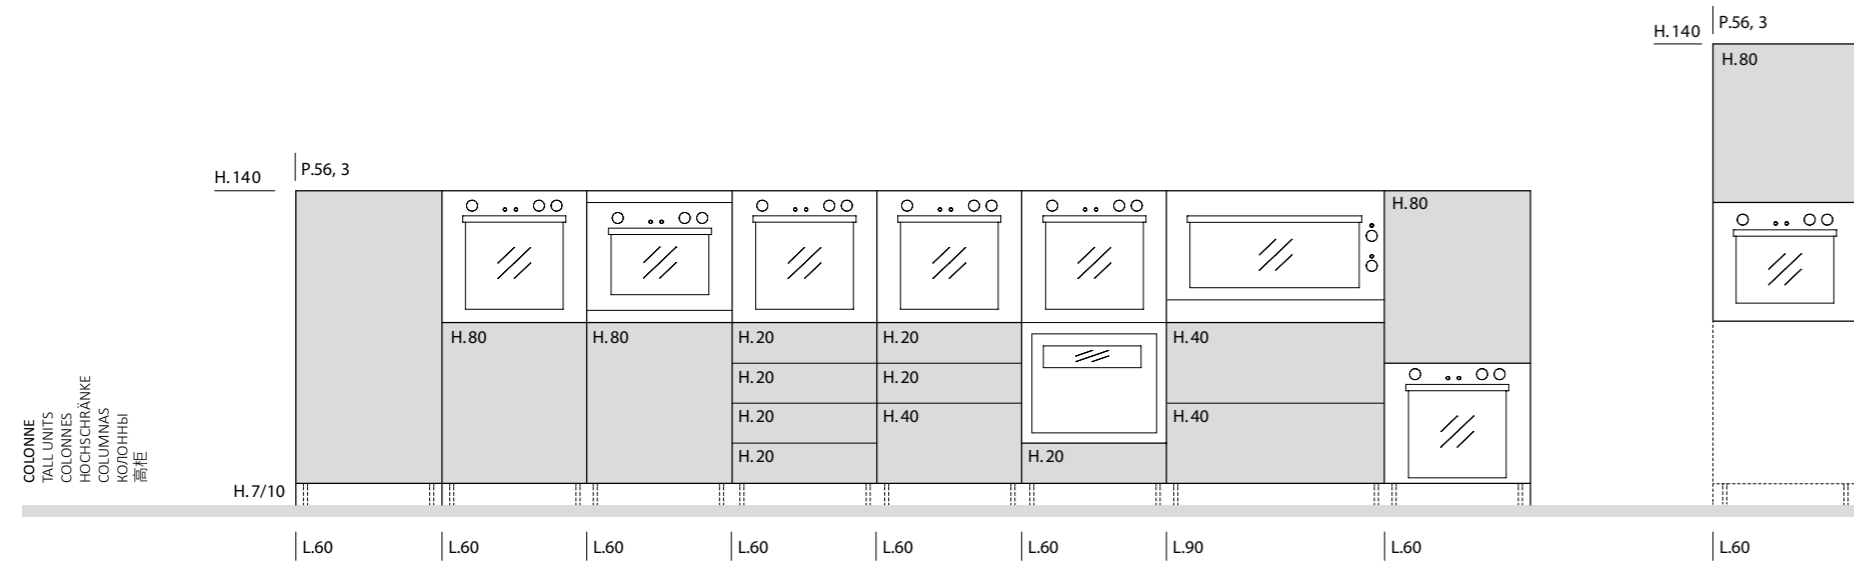 H.140
P.56, 3
H.80
H.140
P.56, 3
H.80
H.80
H.80
H.20
H.20
H.40
H.20
H.20
H.40
H.40
H.20
H.20
H.20
H.7/10
COLONNE
TALL UNITS
COLONNES
HOCHSCHRÄNKE
COLUMNAS
КОЛОННЫ
高柜
L.60
L.60
L.60
L.60
L.60
L.60
L.90
L.60
L.60